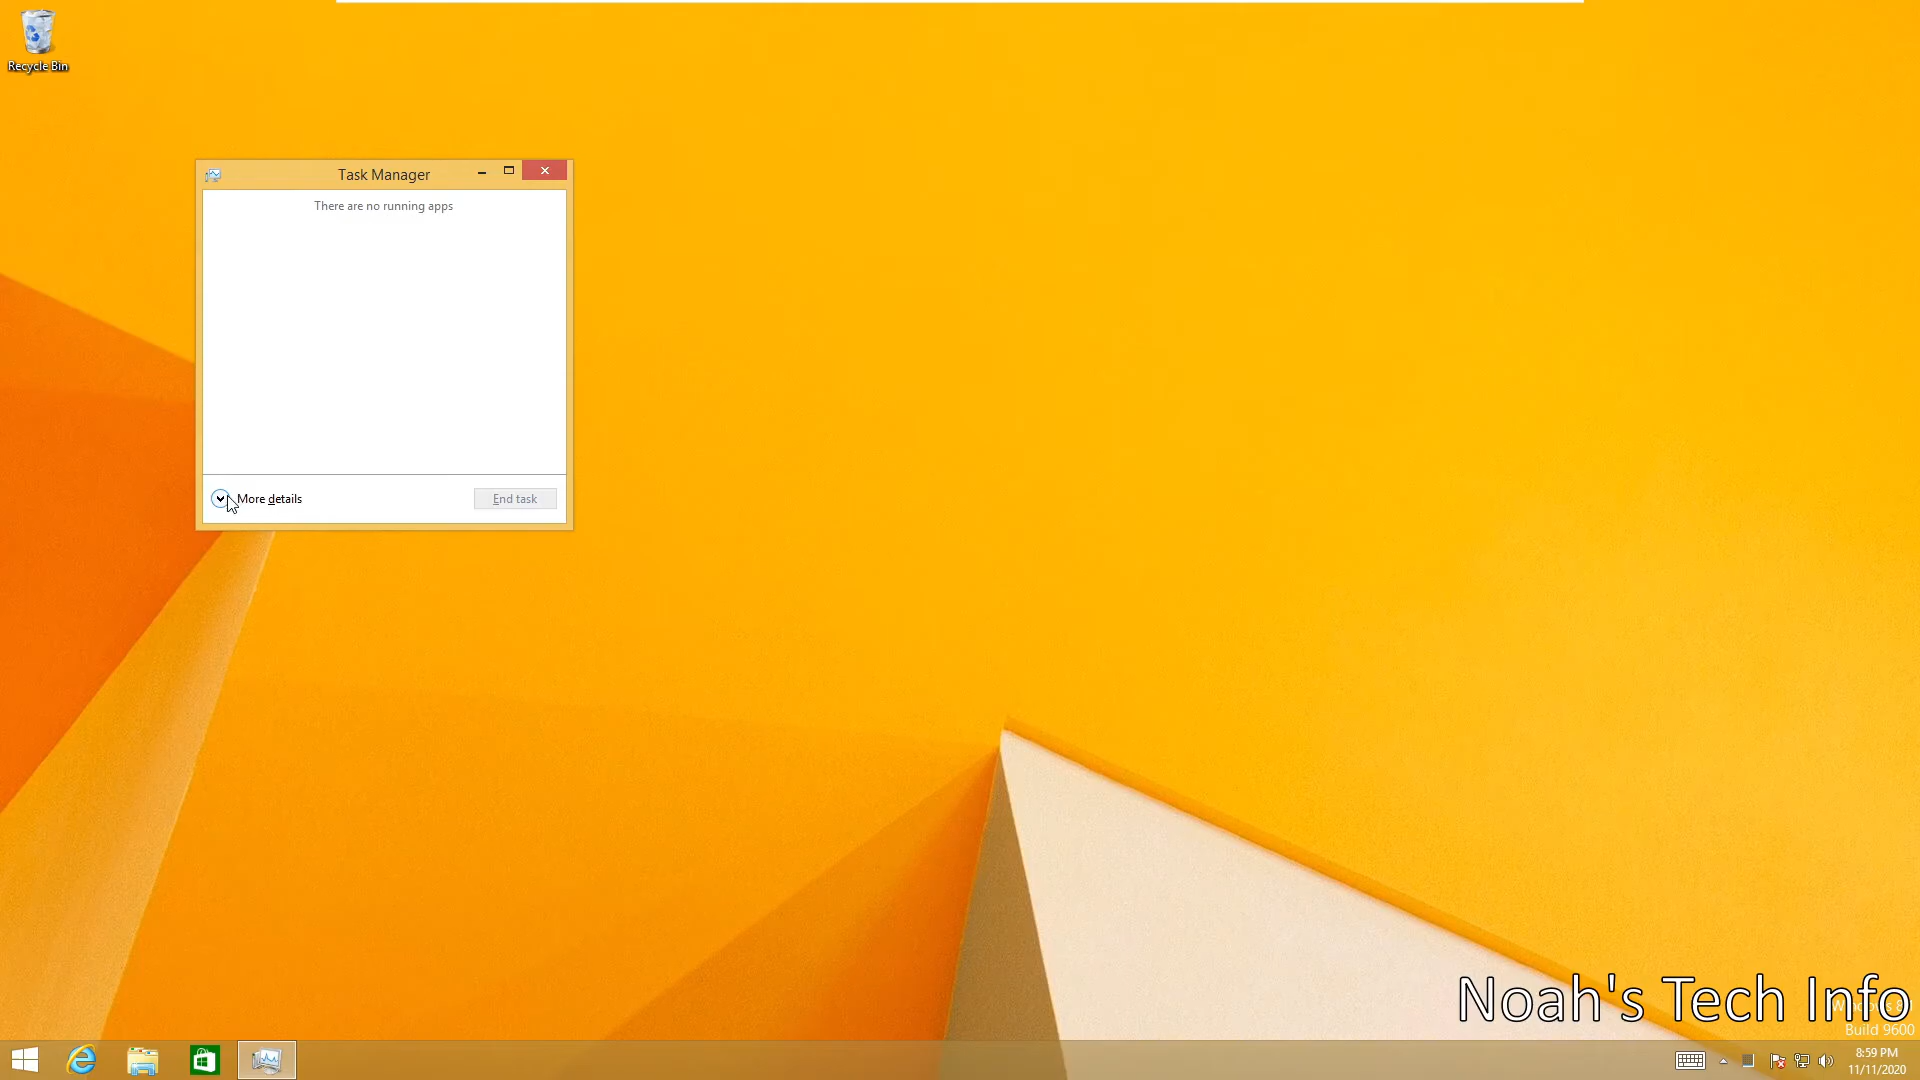 Recycle Bin
Task Manager
There are no running apps
More details
End task
Noah's Tech Info
Build 9600
8:59 PM
11/11/2020